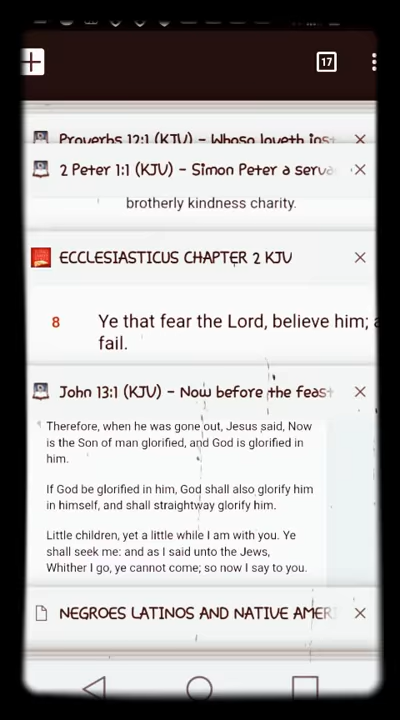 17
Proverbs 12:1 (KJV) - Whoso loveth inst
2 Peter 1:1 (KJV) - Simon Peter a serva
brotherly kindness charity.
ECCLESIASTICUS CHAPTER 2 KJV
8 Ye that fear the Lord, believe him; a
fail.
John 13:1 (KJV) - Now before the feast
Therefore, when he was gone out, Jesus said, Now
is the Son of man glorified, and God is glorified in
him.
If God be glorified in him, God shall also glorify him
in himself, and shall straightway glorify him.
Little children, yet a little while I am with you. Ye
shall seek me: and as I said unto the Jews,
Whither I go, ye cannot come; so now I say to you.
NEGROES LATINOS AND NATIVE AMERI